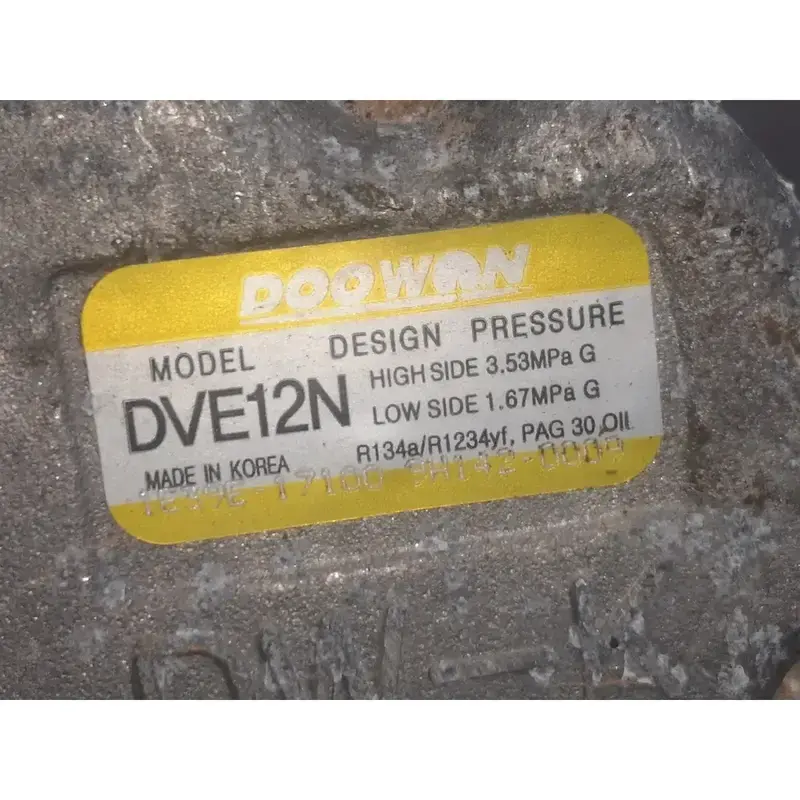 DOOWON
MODEL DESIGN PRESSURE
DVE12N HIGH SIDE 3.53MPa G
LOW SIDE 1.67MPa G
R134a/R1234yf, PAG 30 OIL
MADE IN KOREA